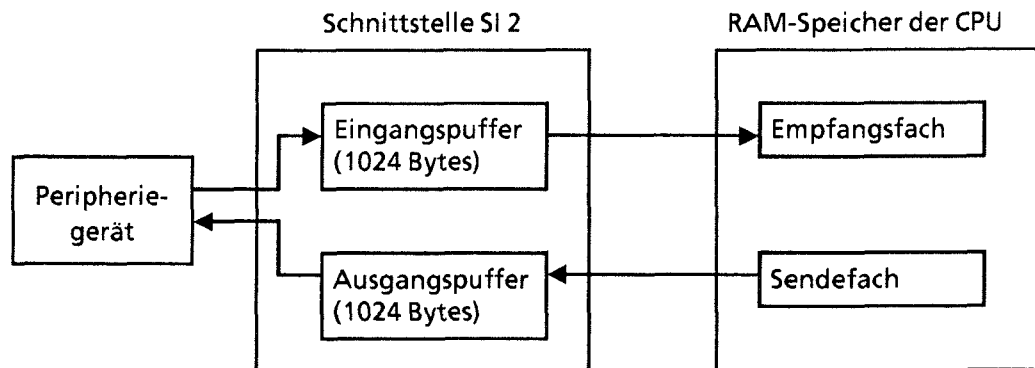 Schnittstelle SI 2
RAM-Speicher der CPU
Eingangspuffer
(1024 Bytes)
Empfangsfach
Peripherie-
gerät
Ausgangspuffer
(1024 Bytes)
Sendefach